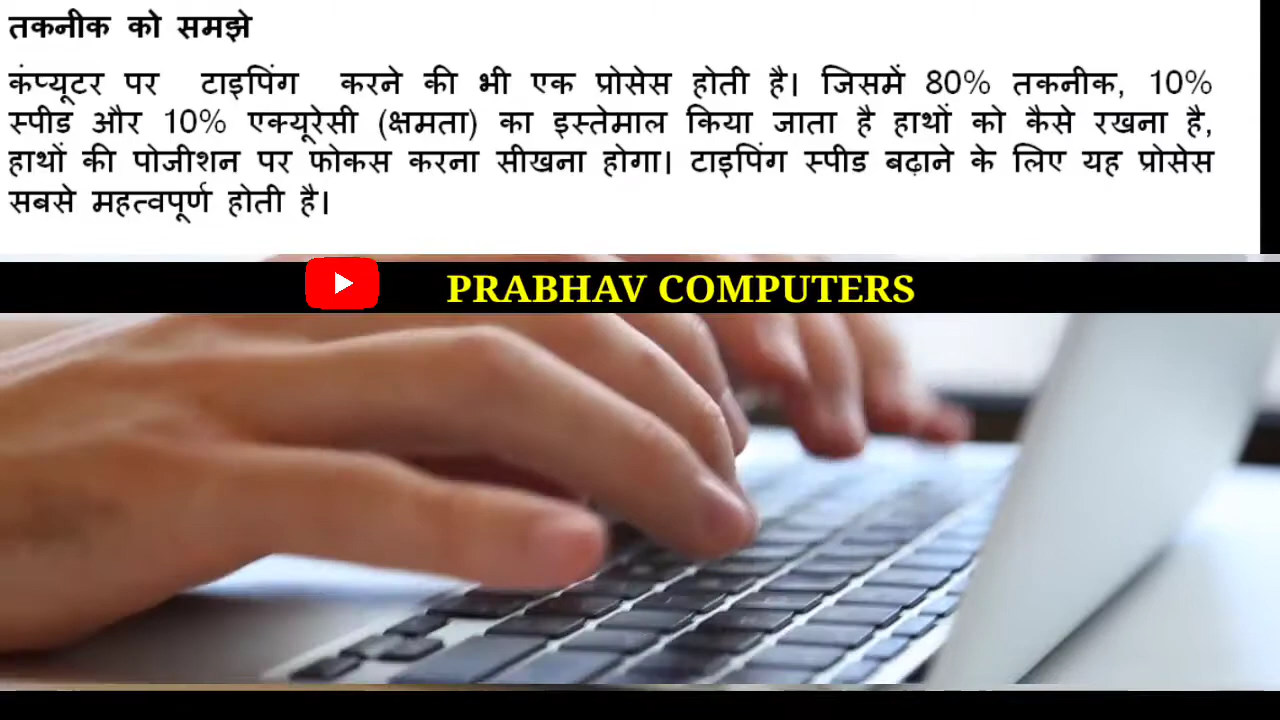 तकनीक को समझे
कंप्यूटर पर टाइपिंग करने की भी एक प्रोसेस होती है। जिसमें 80% तकनीक, 10%
स्पीड और 10% एक्यूरेसी (क्षमता) का इस्तेमाल किया जाता है हाथों को कैसे रखना है,
हाथों की पोजीशन पर फोकस करना सीखना होगा। टाइपिंग स्पीड बढ़ाने के लिए यह प्रोसेस
सबसे महत्वपूर्ण होती है।
PRABHAV COMPUTERS